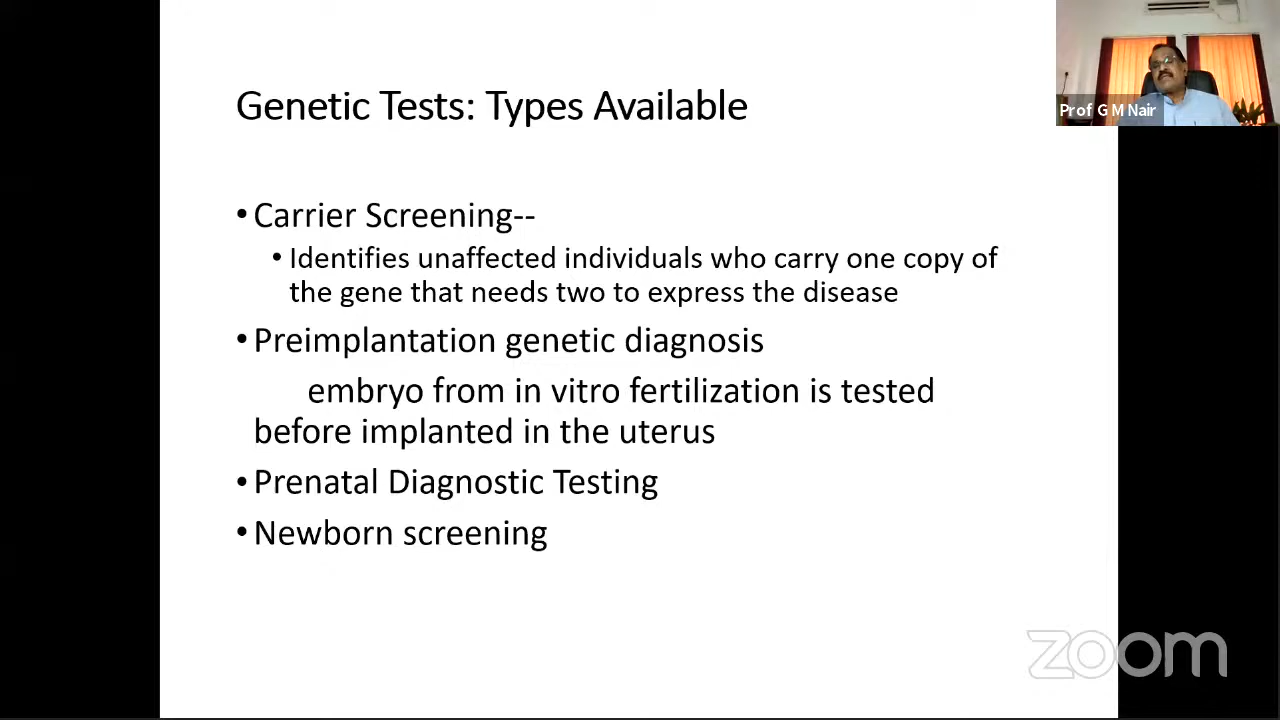 Genetic Tests: Types Available
Prof G M Nair
• Carrier Screening--
• Identifies unaffected individuals who carry one copy of
the gene that needs two to express the disease
• Preimplantation genetic diagnosis
embryo from in vitro fertilization is tested
before implanted in the uterus
• Prenatal Diagnostic Testing
• Newborn screening
zoom